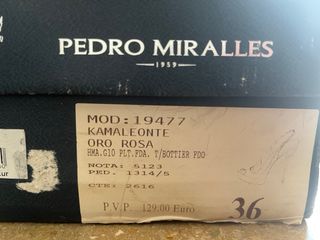 PEDRO MIRALLES
1959
MOD:19477
KAMALEONTE
ORO ROSA
HMA.G10 PLT.FDA. T/BOTTIER FDO
NOTA: 5123
PED. 1314/5
CTE: 2616
P.V.P. 129.00 Euro
36